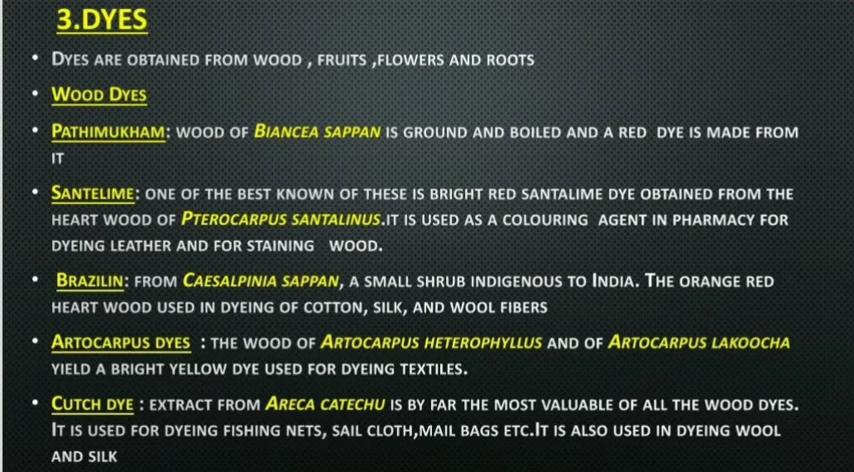 3.DYES
• DYES ARE OBTAINED FROM WOOD , FRUITS ,FLOWERS AND ROOTS
• WOOD DYES
• PATHIMUKHAM: WOOD OF BIANCEA SAPPAN IS GROUND AND BOILED AND A RED DYE IS MADE FROM
IT
• SANTELIME: ONE OF THE BEST KNOWN OF THESE IS BRIGHT RED SANTALIME DYE OBTAINED FROM THE
HEART WOOD OF PTEROCARPUS SANTALINUS.IT IS USED AS A COLOURING AGENT IN PHARMACY FOR
DYEING LEATHER AND FOR STAINING WOOD.
• BRAZILIN: FROM CAESALPINIA SAPPAN, A SMALL SHRUB INDIGENOUS TO INDIA. THE ORANGE RED
HEART WOOD USED IN DYEING OF COTTON, SILK, AND WOOL FIBERS
• ARTOCARPUS DYES : THE WOOD OF ARTOCARPUS HETEROPHYLLUS AND OF ARTOCARPUS LAKOOCHA
YIELD A BRIGHT YELLOW DYE USED FOR DYEING TEXTILES.
• CUTCH DYE : EXTRACT FROM ARECA CATECHU IS BY FAR THE MOST VALUABLE OF ALL THE WOOD DYES.
IT IS USED FOR DYEING FISHING NETS, SAIL CLOTH,MAIL BAGS ETC.IT IS ALSO USED IN DYEING WOOL
AND SILK